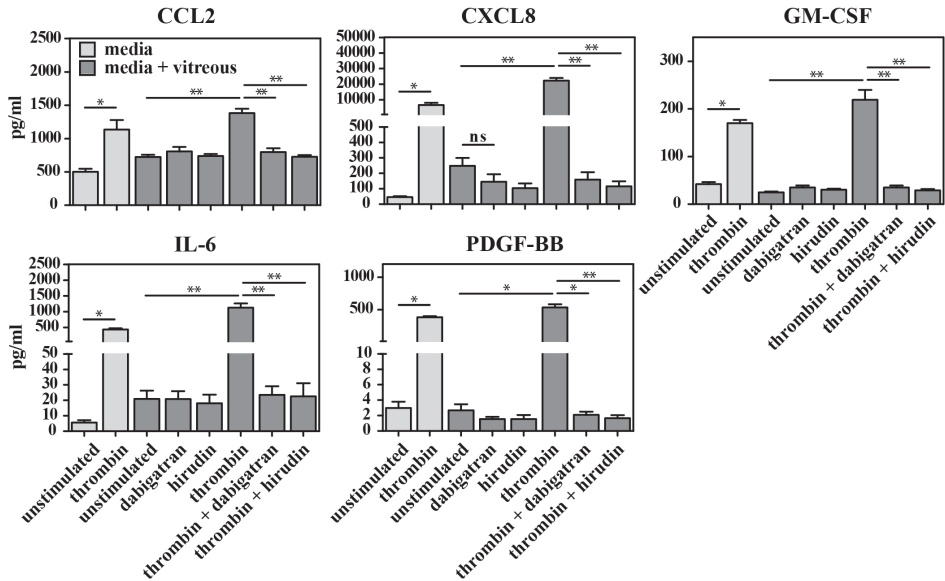 CCL2
CXCL8
GM-CSF
pg/ml
2500
2000
1500
1000
500
0
media
media + vitreous
*
**
**
**
50000
40000
30000
20000
10000
500
400
300
200
100
0
*
ns
**
**
**
300
200
100
0
*
**
**
**
unstimulated
thrombin
unstimulated
dabigatran
hirudin
thrombin
thrombin + dabigatran
thrombin + hirudin
IL-6
PDGF-BB
pg/ml
2500
2000
1500
1000
500
50
40
30
20
10
0
*
**
**
**
1000
500
10
8
6
4
2
0
*
*
*
**
unstimulated
thrombin
unstimulated
dabigatran
hirudin
thrombin
thrombin + dabigatran
thrombin + hirudin
unstimulated
thrombin
unstimulated
dabigatran
hirudin
thrombin
thrombin + dabigatran
thrombin + hirudin